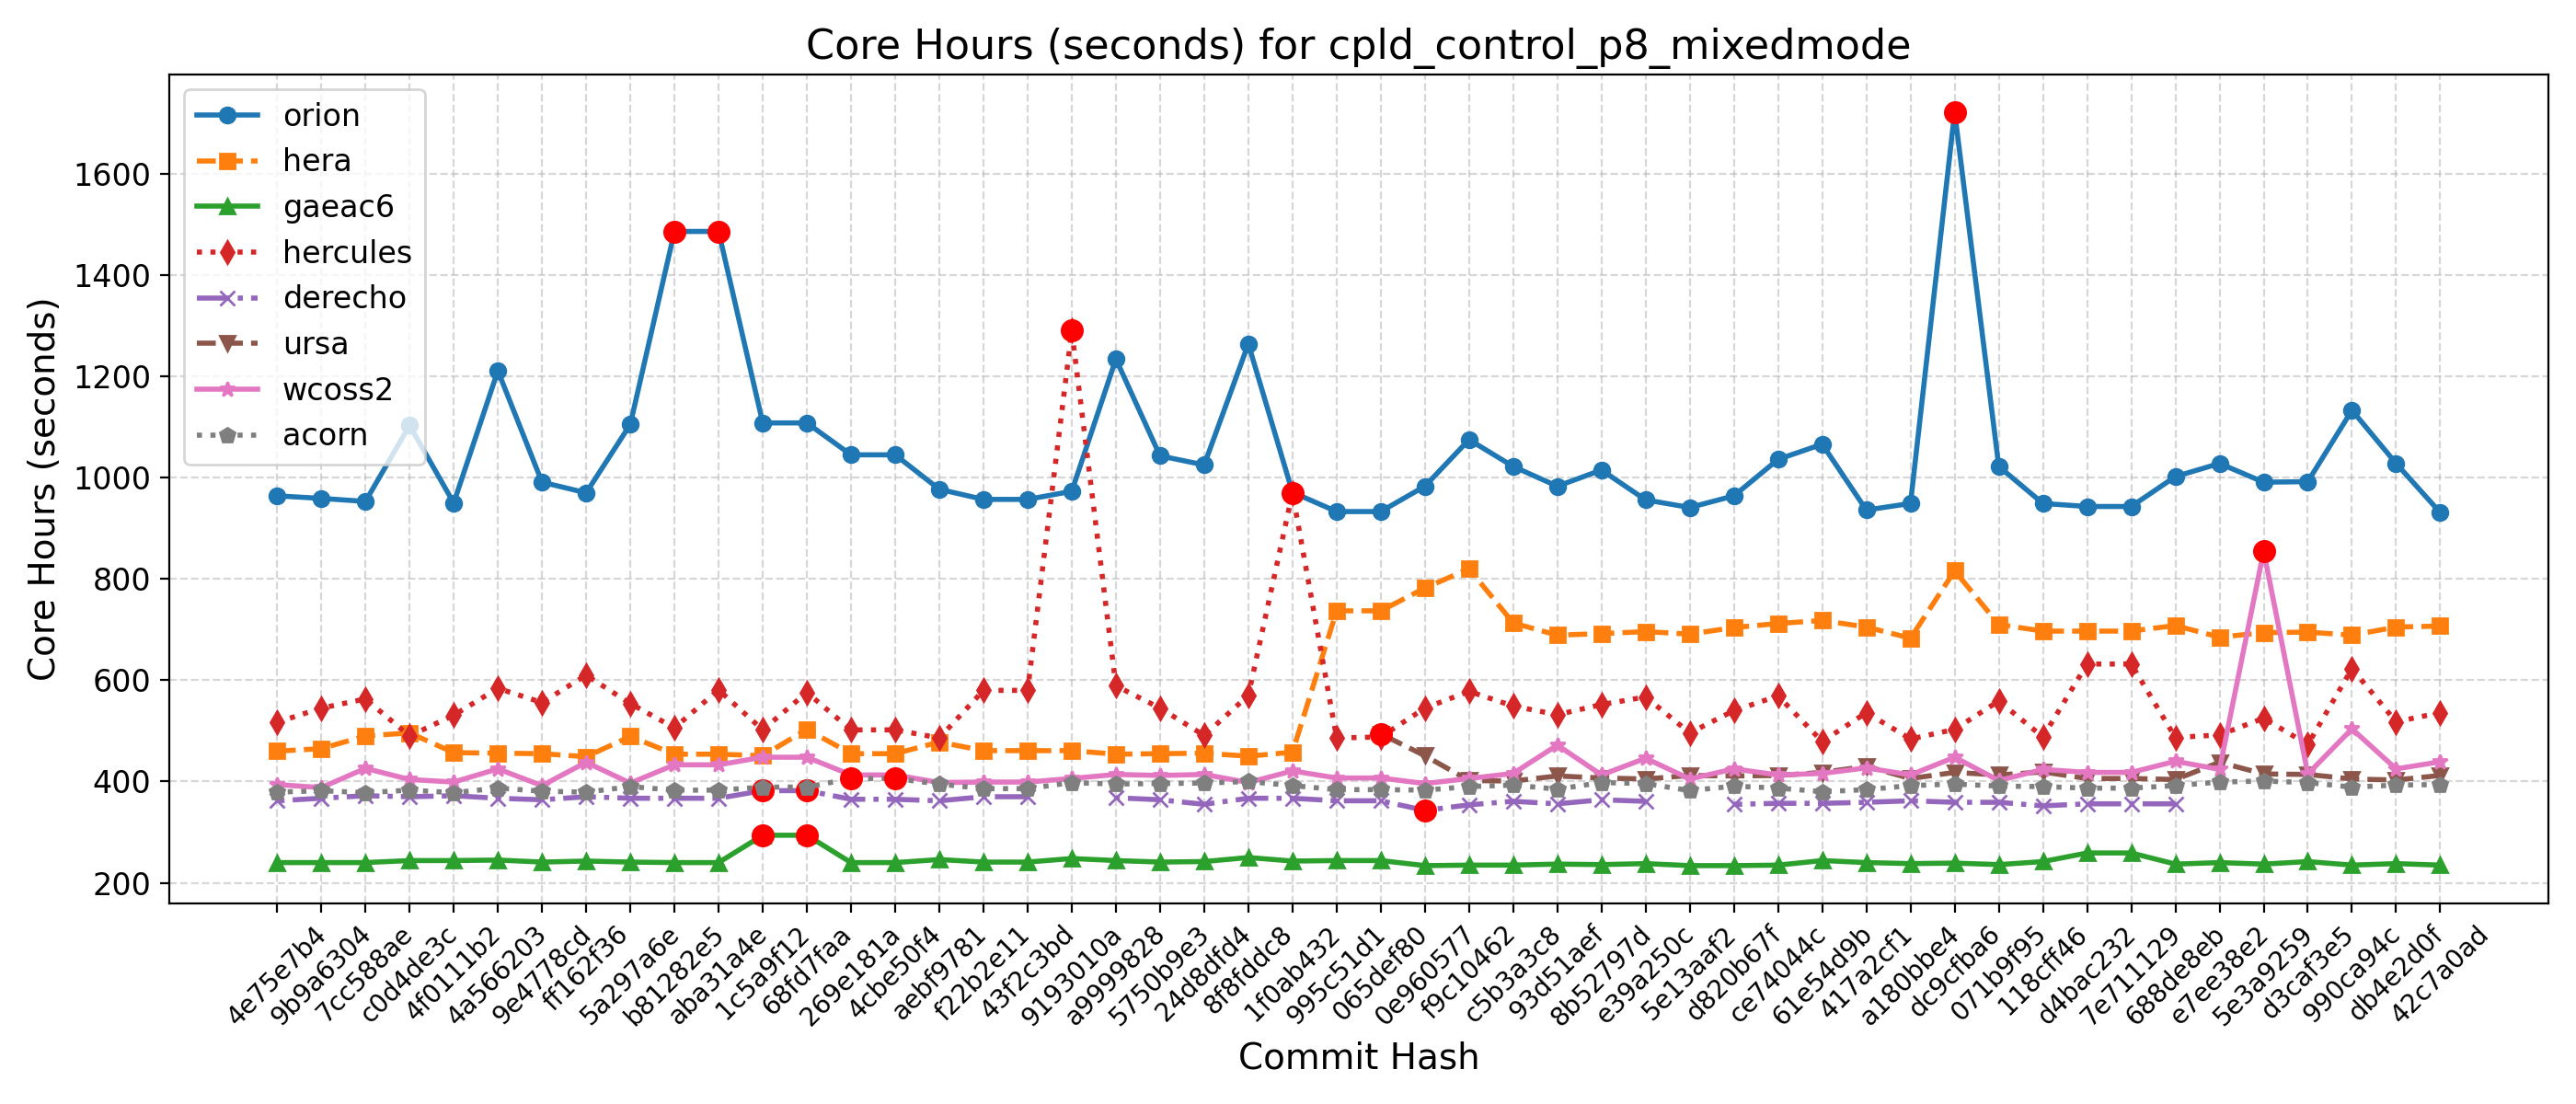 Core Hours (seconds) for cpld_control_p8_mixedmode
Core Hours (seconds)
1600
1400
1200
1000
800
600
400
200
orion
hera
gaeac6
hercules
derecho
ursa
wcoss2
acorn
4e75e7b4
9b9a6304
7cc588ae
c0d4de3c
4f0111b2
4a566203
9e4778cd
ff162f36
5a297a6e
b81282e5
aba31a4e
1c5a9f12
68fd7faa
269e181a
4cbe50f4
aebf9781
f22b2e11
43f2c3bd
9193010a
a9999828
5750b9e3
24d8dfd4
8f8fddc8
1f0ab432
995c51d1
065def80
0e960577
f9c10462
c5b3a3c8
93d51aef
8b52797d
e39a250c
5e13aaf2
d820b67f
ce74044c
61e54d9b
417a2cf1
a180bbe4
dc9cfba6
071b9f95
118cff46
d4bac232
7e711129
688de8eb
e7ee38e2
5e3a9259
d3caf3e5
990ca94c
db4e2d0f
42c7a0ad
Commit Hash